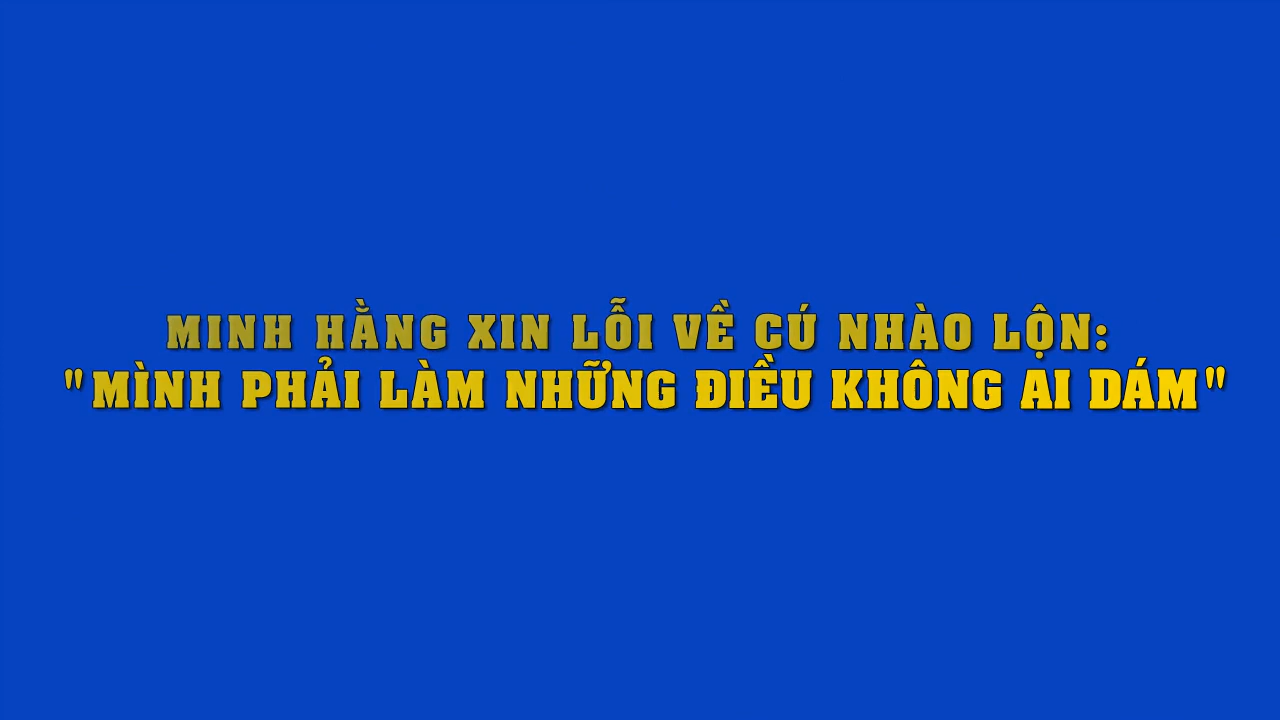 MINH HẰNG XIN LỖI VỀ CÚ NHÀO LỘN:
"MÌNH PHẢI LÀM NHỮNG ĐIỀU KHÔNG AI DÁM"